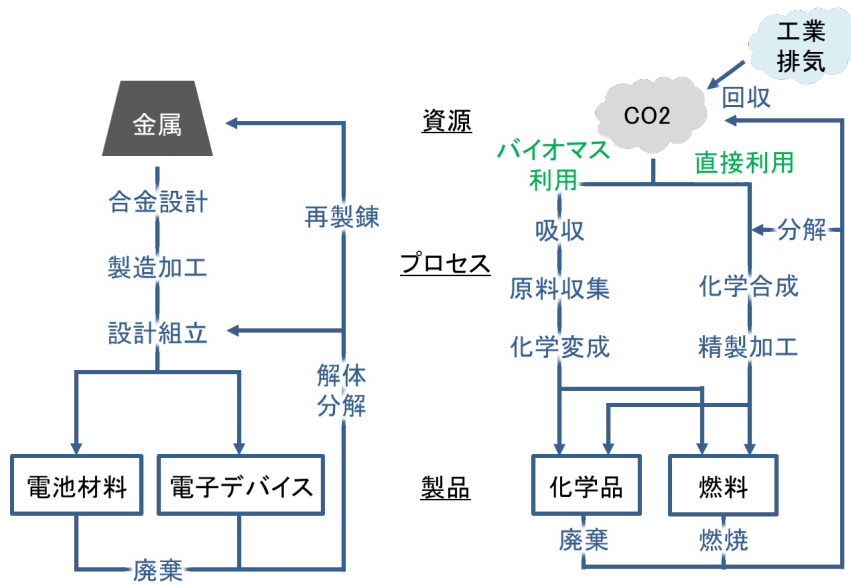 工業
排気
回収
CO2
資源
金属
バイオマス
利用
直接利用
合金設計
再製錬
吸収
分解
製造加工
プロセス
原料収集
化学合成
設計組立
化学変成
精製加工
解体
分解
電池材料
電子デバイス
製品
化学品
燃料
廃棄
廃棄
燃焼